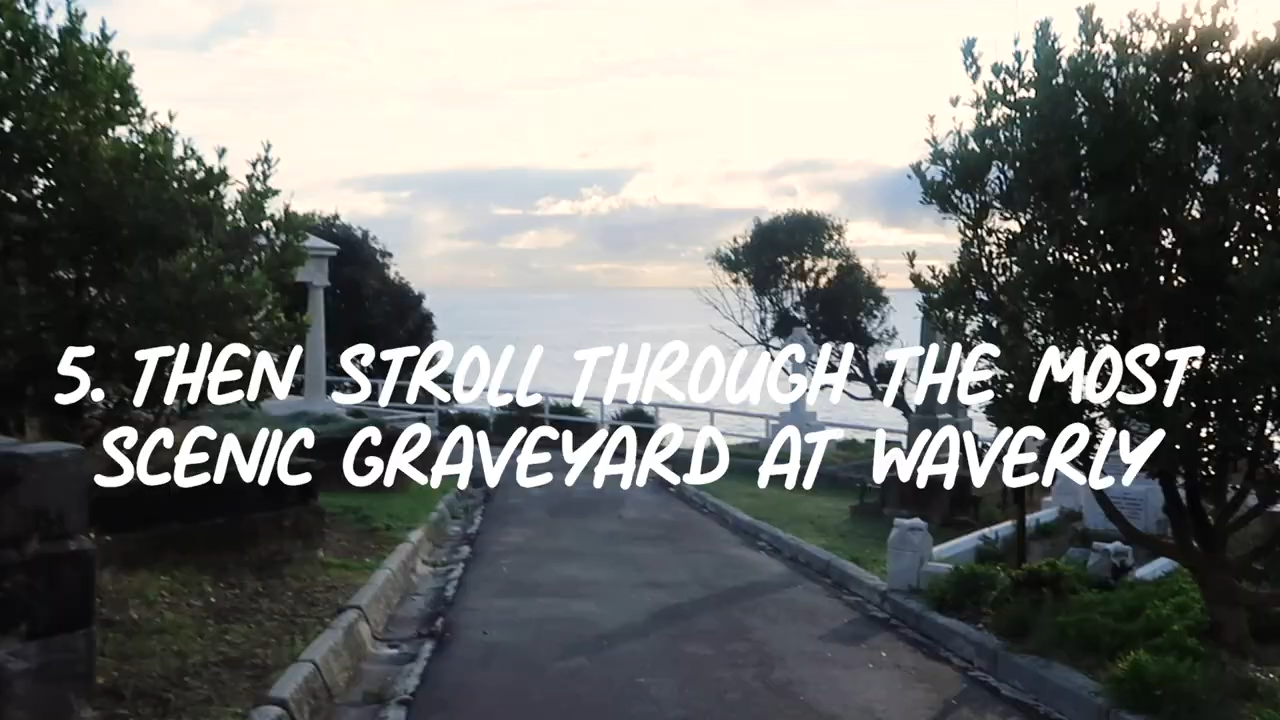 5. THEN STROLL THROUGH THE MOST
SCENIC GRAVEYARD AT WAVERLY